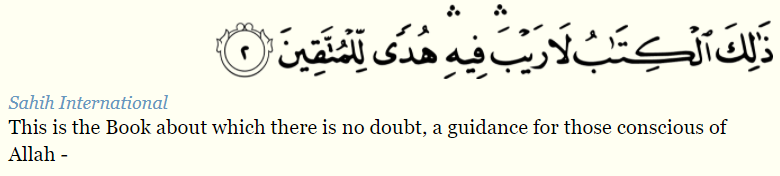 ذَٰلِكَ ٱلْكِتَـٰبُ لَا رَيْبَ ۛ فِيهِ ۛ هُدًى لِّلْمُتَّقِينَ ٢
Sahih International
This is the Book about which there is no doubt, a guidance for those conscious of
Allah -